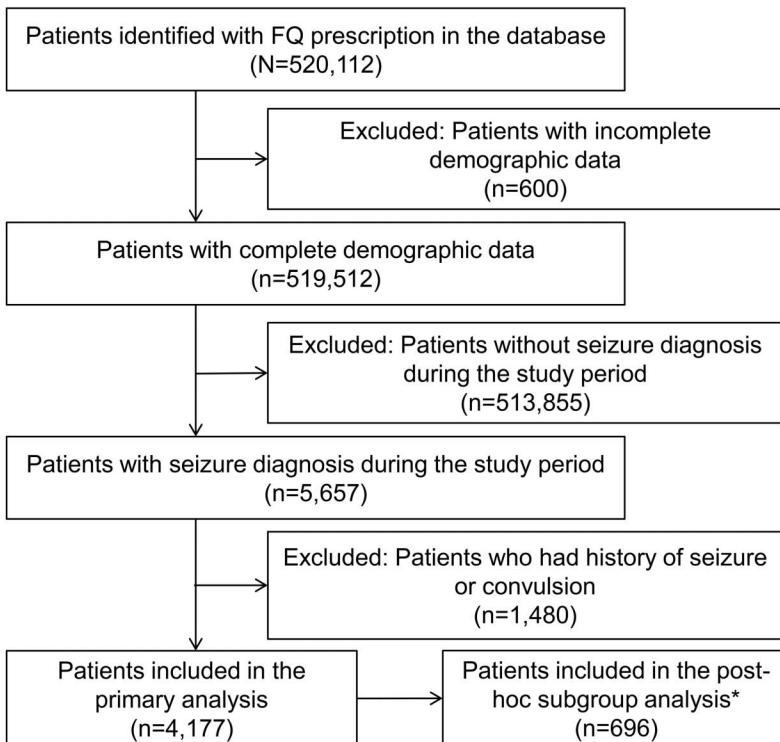 Patients identified with FQ prescription in the database
(N=520,112)
Excluded: Patients with incomplete
demographic data
(n=600)
Patients with complete demographic data
(n=519,512)
Excluded: Patients without seizure diagnosis
during the study period
(n=513,855)
Patients with seizure diagnosis during the study period
(n=5,657)
Excluded: Patients who had history of seizure
or convulsion
(n=1,480)
Patients included in the
primary analysis
(n=4,177)
Patients included in the post-
hoc subgroup analysis*
(n=696)